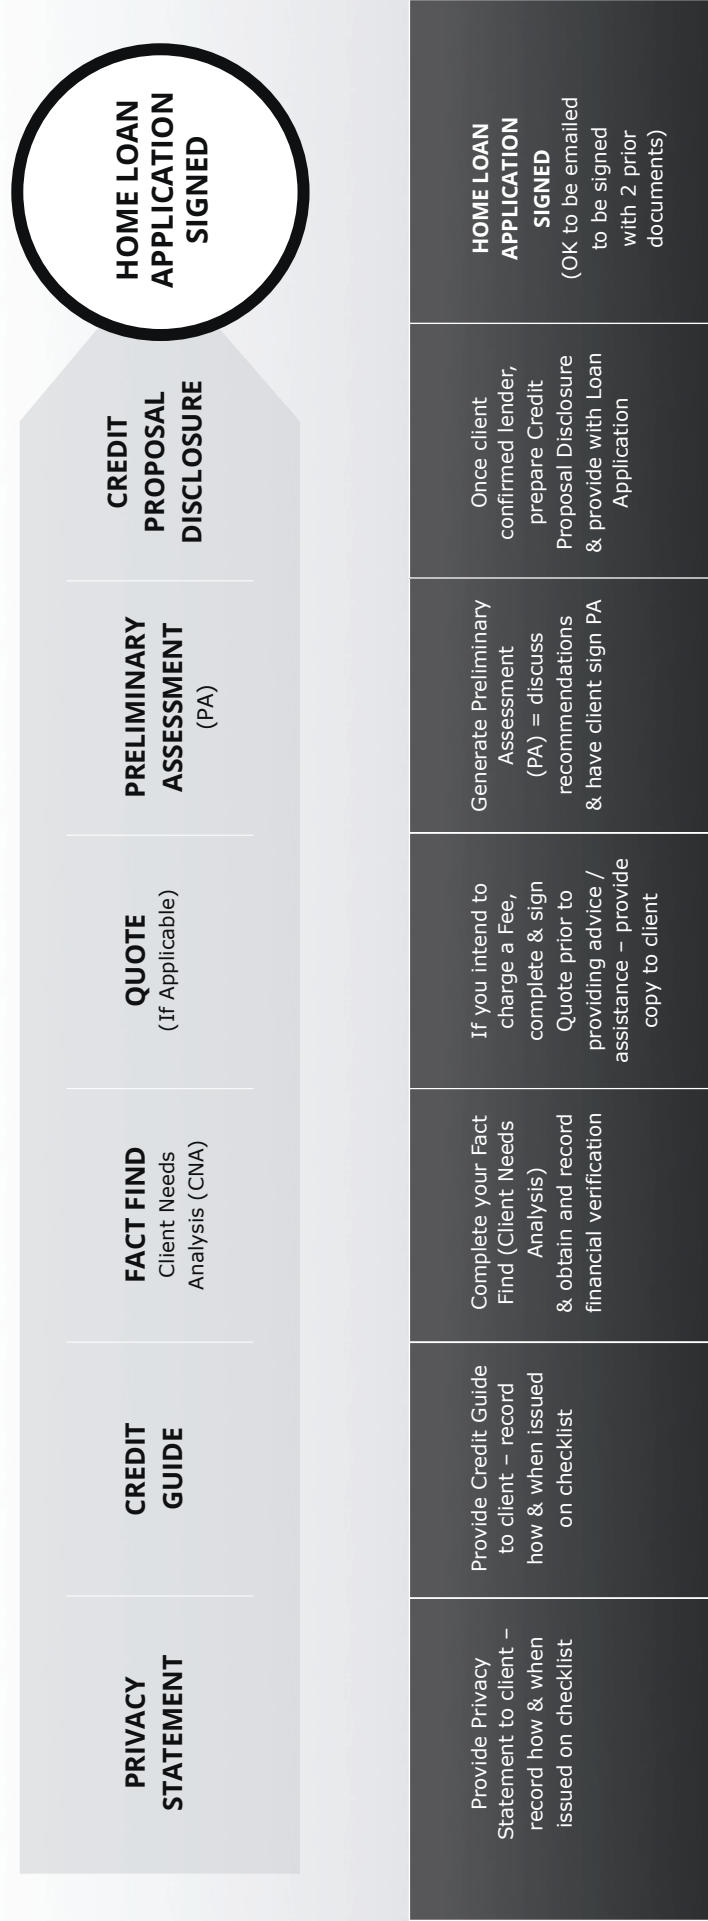 PRIVACY
STATEMENT
CREDIT
GUIDE
FACT FIND
Client Needs
Analysis (CNA)
QUOTE
(If Applicable)
PRELIMINARY
ASSESSMENT
(PA)
CREDIT
PROPOSAL
DISCLOSURE
HOME LOAN
APPLICATION
SIGNED
Provide Privacy
Statement to client –
record how & when
issued on checklist
Provide Credit Guide
to client – record
how & when issued
on checklist
Complete your Fact
Find (Client Needs
Analysis)
& obtain and record
financial verification
If you intend to
charge a Fee,
complete & sign
Quote prior to
providing advice /
assistance – provide
copy to client
Generate Preliminary
Assessment
(PA) = discuss
recommendations
& have client sign PA
Once client
confirmed lender,
prepare Credit
Proposal Disclosure
& provide with Loan
Application
HOME LOAN
APPLICATION
SIGNED
(OK to be emailed
to be signed
with 2 prior
documents)